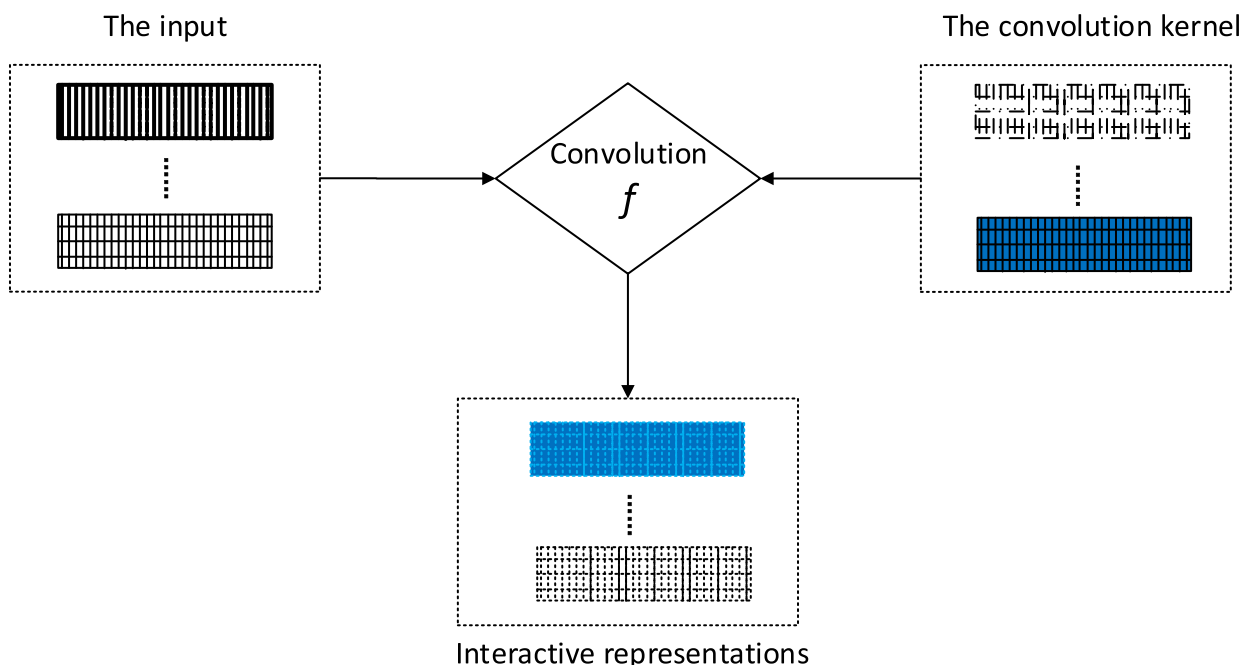 The input
The convolution kernel
Convolution
f
Interactive representations